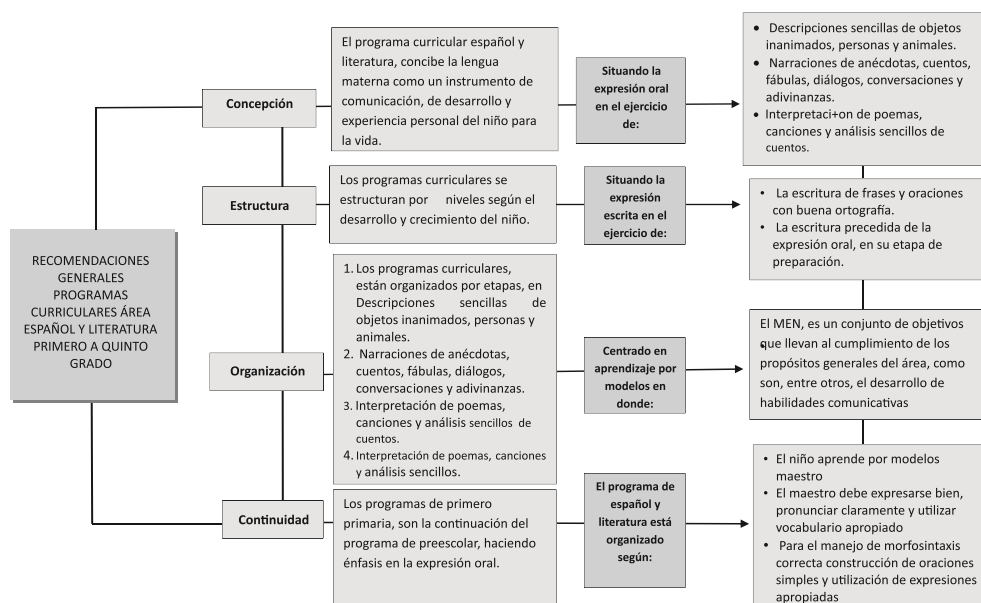 RECOMENDACIONES
GENERALES
PROGRAMAS
CURRICULARES ÁREA
ESPAÑOL Y LITERATURA
PRIMERO A QUINTO
GRADO
Concepción
El programa curricular español y
literatura, concibe la lengua
materna como un instrumento de
comunicación, de desarrollo y
experiencia personal del niño para
la vida.
Situando la
expresión oral
en el ejercicio
de:
• Descripciones sencillas de objetos
inanimados, personas y animales.
• Narraciones de anécdotas, cuentos,
fábulas, diálogos, conversaciones y
adivinanzas.
• Interpretaci+on de poemas,
canciones y análisis sencillos de
cuentos.
Estructura
Los programas curriculares se
estructuran por niveles según el
desarrollo y crecimiento del niño.
Situando la
expresión
escrita en el
ejercicio de:
• La escritura de frases y oraciones
con buena ortografía.
• La escritura precedida de la
expresión oral, en su etapa de
preparación.
Organización
1. Los programas curriculares,
están organizados por etapas, en
Descripciones sencillas de
objetos inanimados, personas y
animales.
2. Narraciones de anécdotas,
cuentos, fábulas, diálogos,
conversaciones y adivinanzas.
3. Interpretación de poemas,
canciones y análisis sencillos de
cuentos.
4. Interpretación de poemas, canciones
y análisis sencillos.
Centrado en
aprendizaje por
modelos en
donde:
El MEN, es un conjunto de objetivos
que llevan al cumplimiento de los
propósitos generales del área, como
son, entre otros, el desarrollo de
habilidades comunicativas
Continuidad
Los programas de primero
primaria, son la continuación del
programa de preescolar, haciendo
énfasis en la expresión oral.
El programa de
español y
literatura está
organizado
según:
• El niño aprende por modelos
maestro
• El maestro debe expresarse bien,
pronunciar claramente y utilizar
vocabulario apropiado
• Para el manejo de morfosintaxis
correcta construcción de oraciones
simples y utilización de expresiones
apropiadas